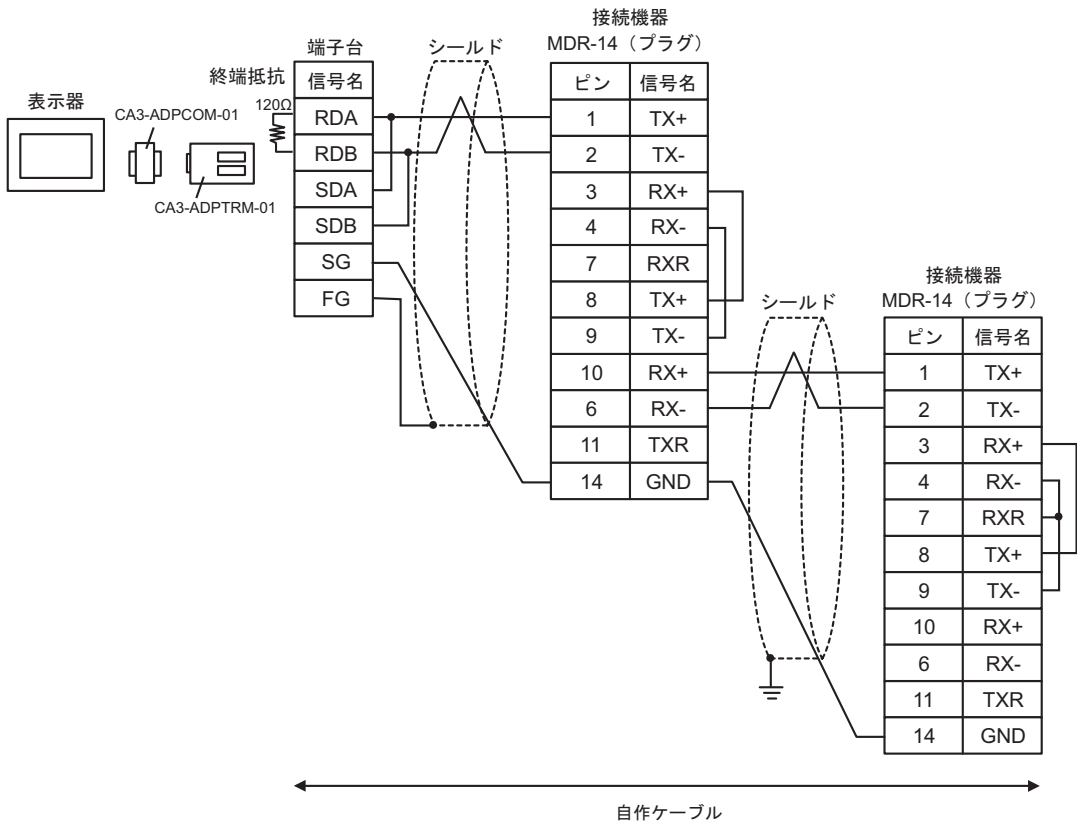 接続機器
MDR-14（プラグ）
端子台
シールド
終端抵抗
信号名
ピン
信号名
表示器
CA3-ADPCOM-01
120Ω
RDA
1
TX+
RDB
2
TX-
SDA
3
RX+
CA3-ADPTRM-01
SDB
4
RX-
SG
7
RXR
FG
8
TX+
9
TX-
10
RX+
6
RX-
11
TXR
14
GND
接続機器
MDR-14（プラグ）
シールド
ピン
信号名
1
TX+
2
TX-
3
RX+
4
RX-
7
RXR
8
TX+
9
TX-
10
RX+
6
RX-
11
TXR
14
GND
自作ケーブル